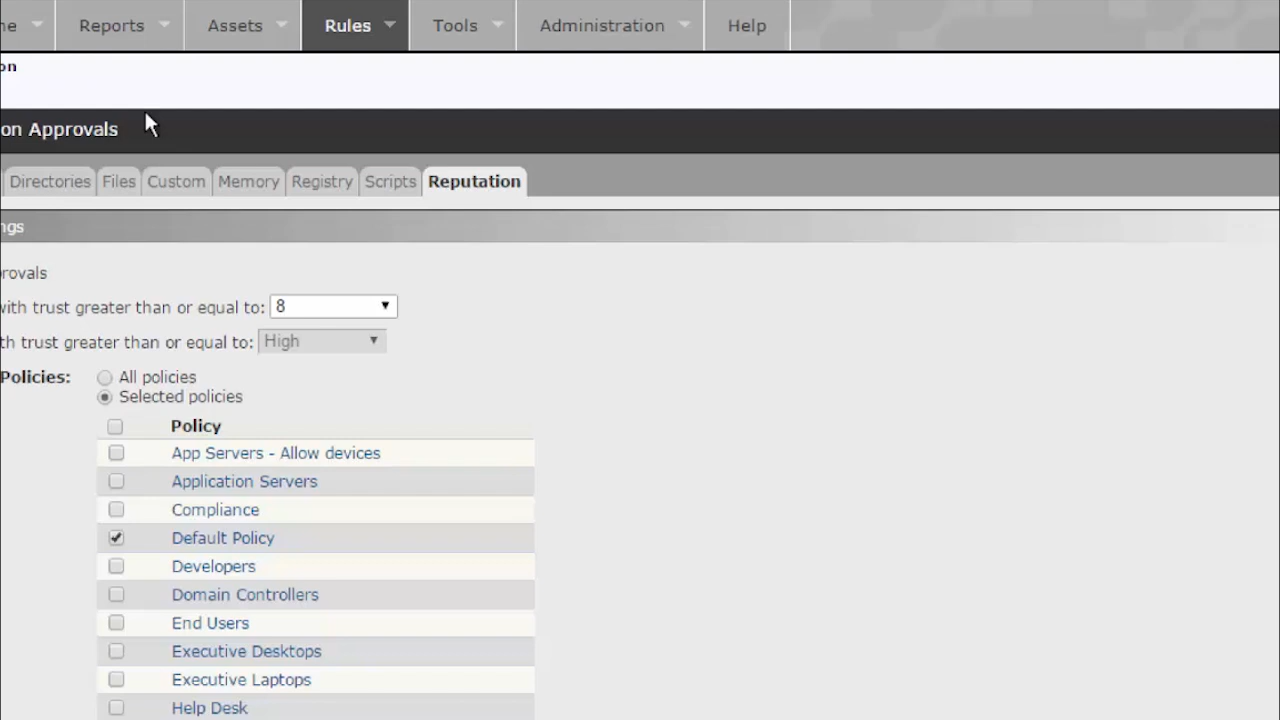 ne Reports Assets Rules Tools Administration Help
on
on Approvals
Directories Files Custom Memory Registry Scripts Reputation
ngs
provals
with trust greater than or equal to: 8
th trust greater than or equal to: High
Policies: All policies
Selected policies
Policy
App Servers - Allow devices
Application Servers
Compliance
Default Policy
Developers
Domain Controllers
End Users
Executive Desktops
Executive Laptops
Help Desk